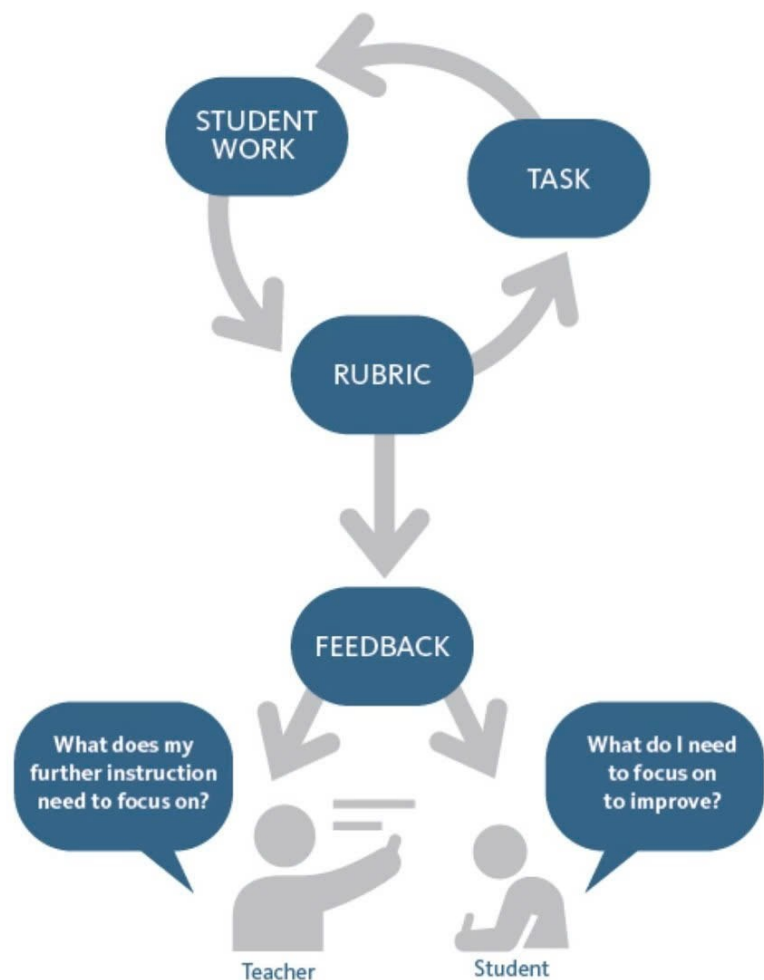 STUDENT
WORK
TASK
RUBRIC
FEEDBACK
What does my
further instruction
need to focus on?
What do I need
to focus on
to improve?
Teacher
Student